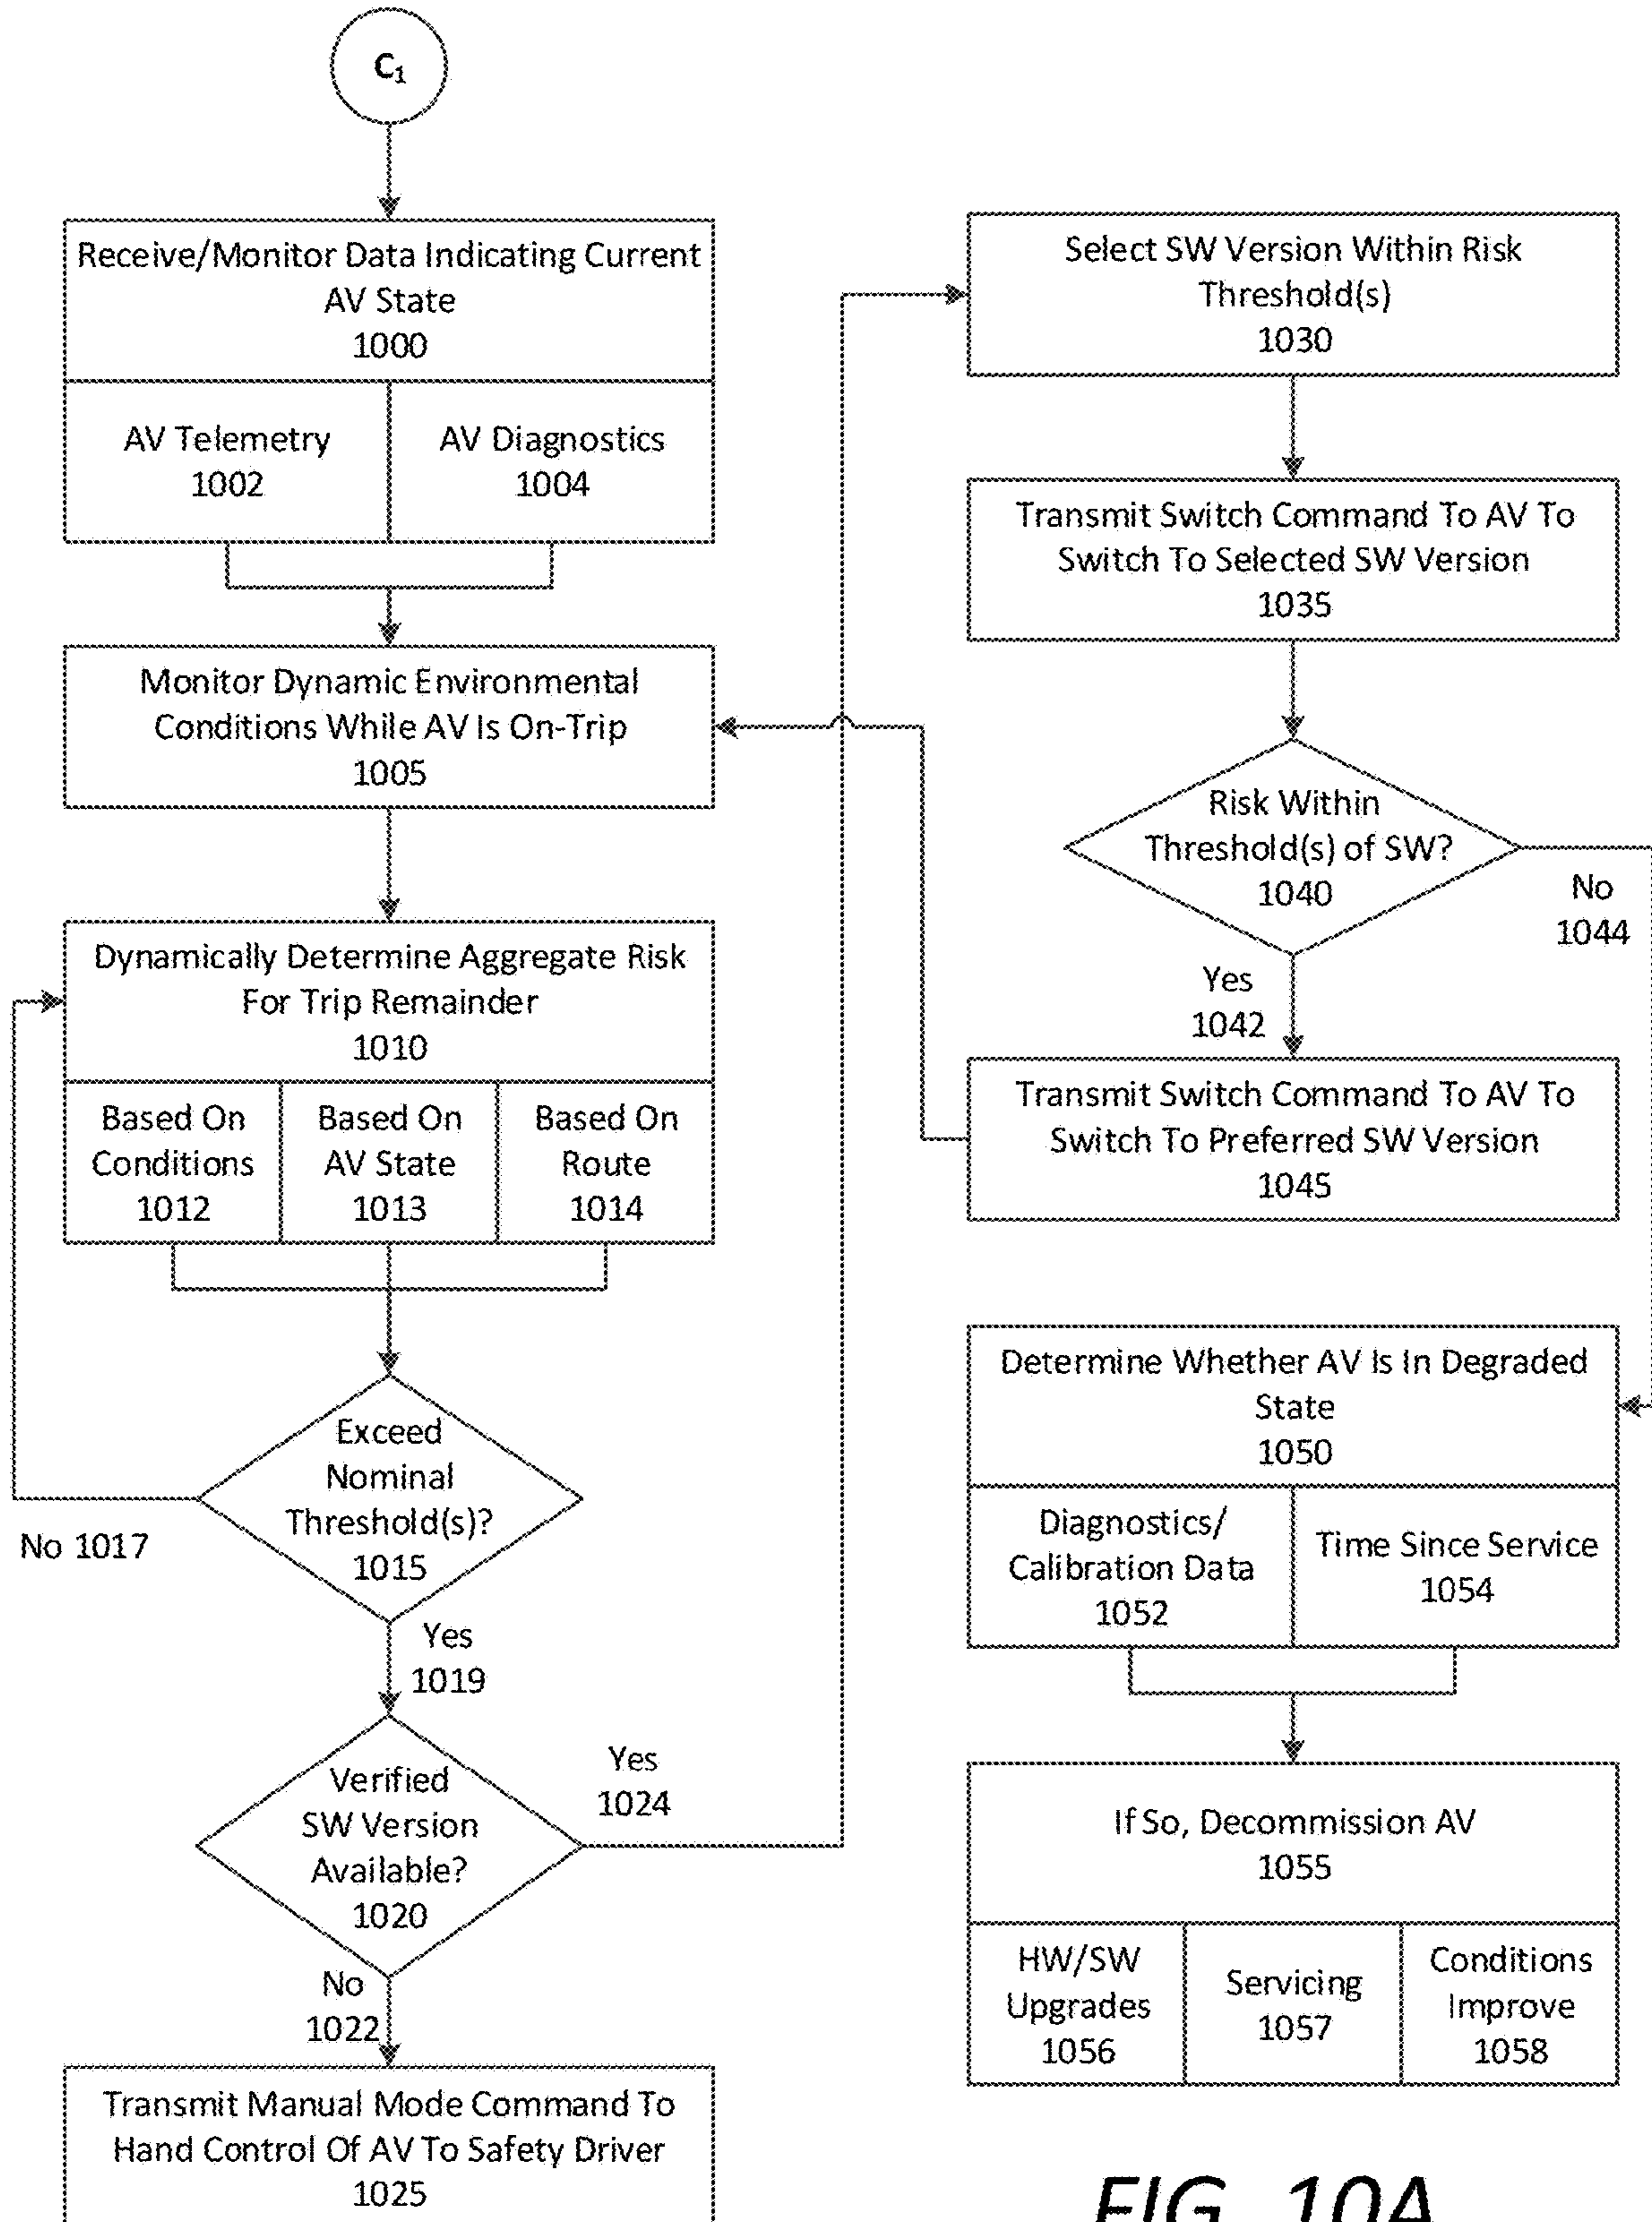 C1
Receive/Monitor Data Indicating Current
AV State
1000
AV Telemetry
1002
AV Diagnostics
1004
Monitor Dynamic Environmental
Conditions While AV Is On-Trip
1005
Dynamically Determine Aggregate Risk
For Trip Remainder
1010
Based On
Conditions
1012
Based On
AV State
1013
Based On
Route
1014
Exceed
Nominal
Threshold(s)?
1015
No 1017
Yes
1019
Verified
SW Version
Available?
1020
Yes
1024
No
1022
Transmit Manual Mode Command To
Hand Control Of AV To Safety Driver
1025
Select SW Version Within Risk
Threshold(s)
1030
Transmit Switch Command To AV To
Switch To Selected SW Version
1035
Risk Within
Threshold(s) of SW?
1040
No
1044
Yes
1042
Transmit Switch Command To AV To
Switch To Preferred SW Version
1045
Determine Whether AV Is In Degraded
State
1050
Diagnostics/
Calibration Data
1052
Time Since Service
1054
If So, Decommission AV
1055
HW/SW
Upgrades
1056
Servicing
1057
Conditions
Improve
1058
FIG. 10A